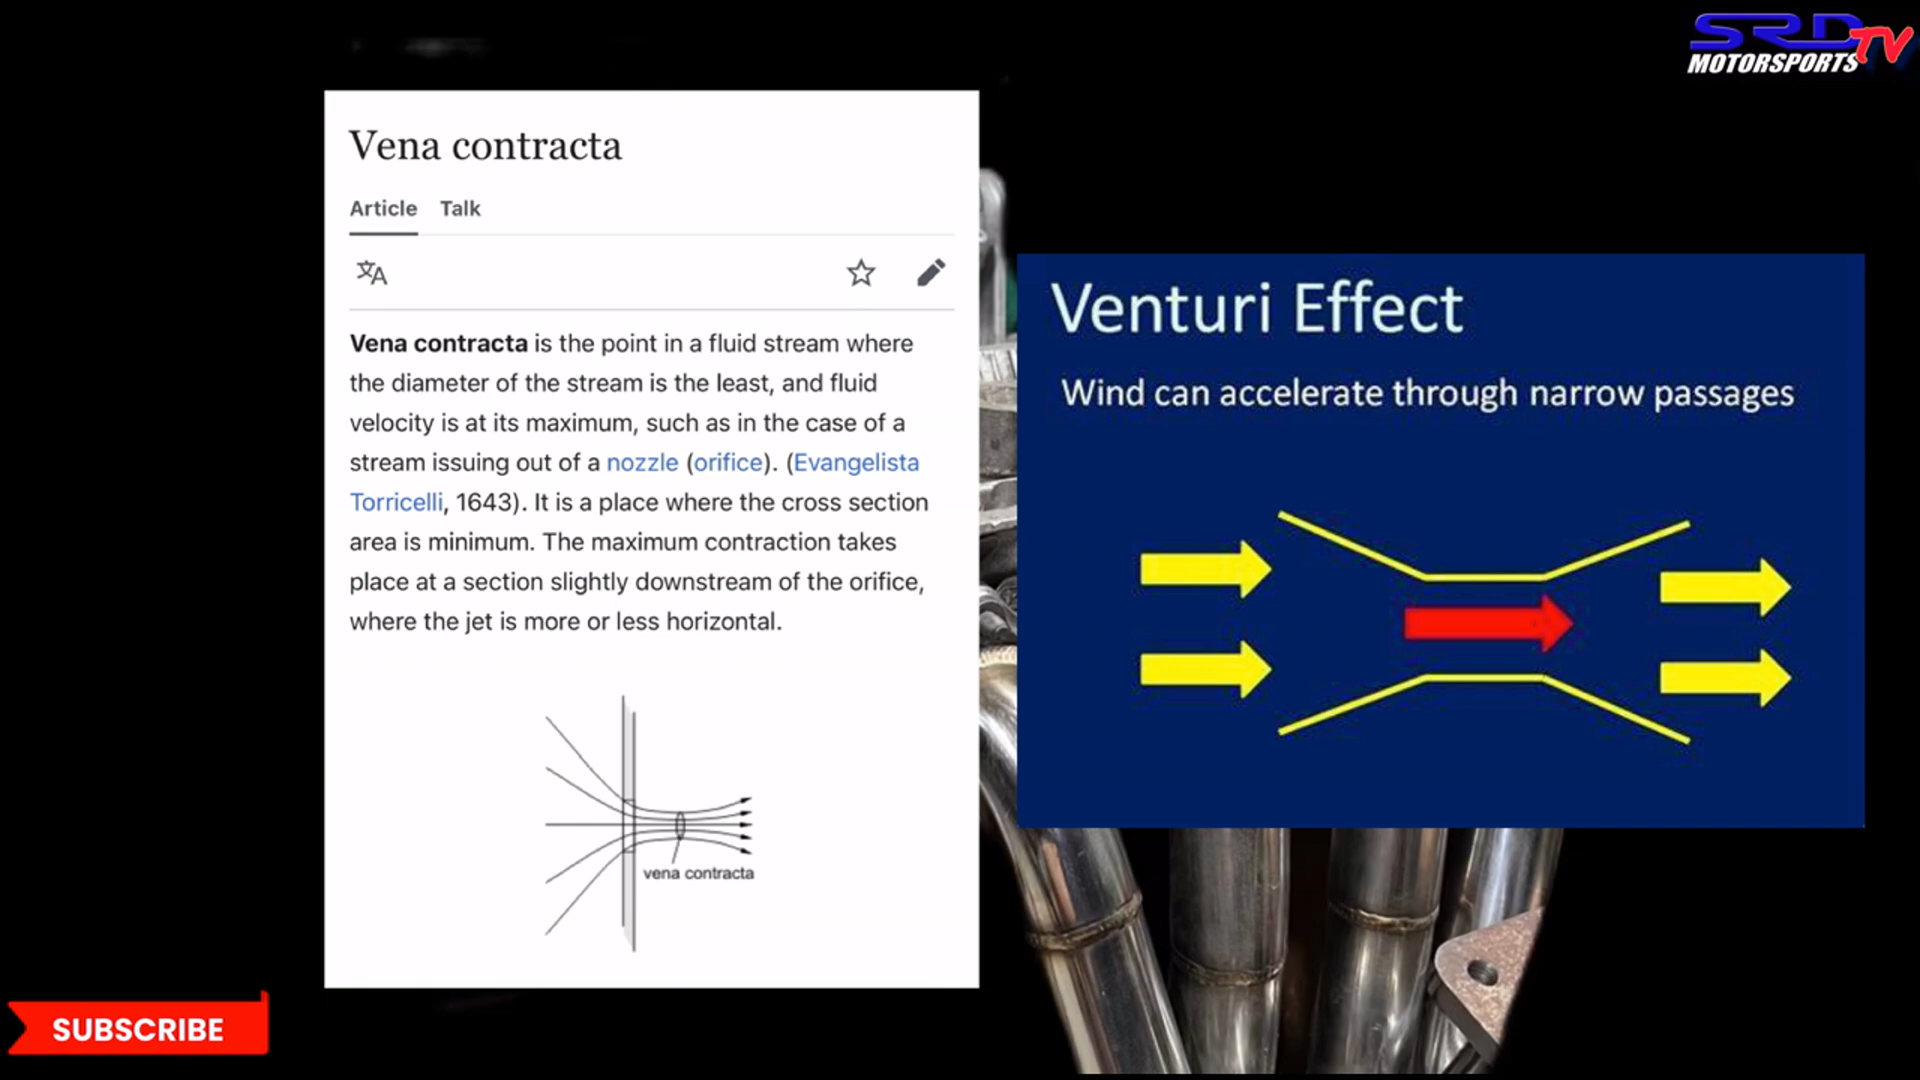 SRD TV
MOTORSPORTS
Vena contracta
Article Talk
文A
Vena contracta is the point in a fluid stream where
the diameter of the stream is the least, and fluid
velocity is at its maximum, such as in the case of a
stream issuing out of a nozzle (orifice). (Evangelista
Torricelli, 1643). It is a place where the cross section
area is minimum. The maximum contraction takes
place at a section slightly downstream of the orifice,
where the jet is more or less horizontal.
vena contracta
Venturi Effect
Wind can accelerate through narrow passages
SUBSCRIBE